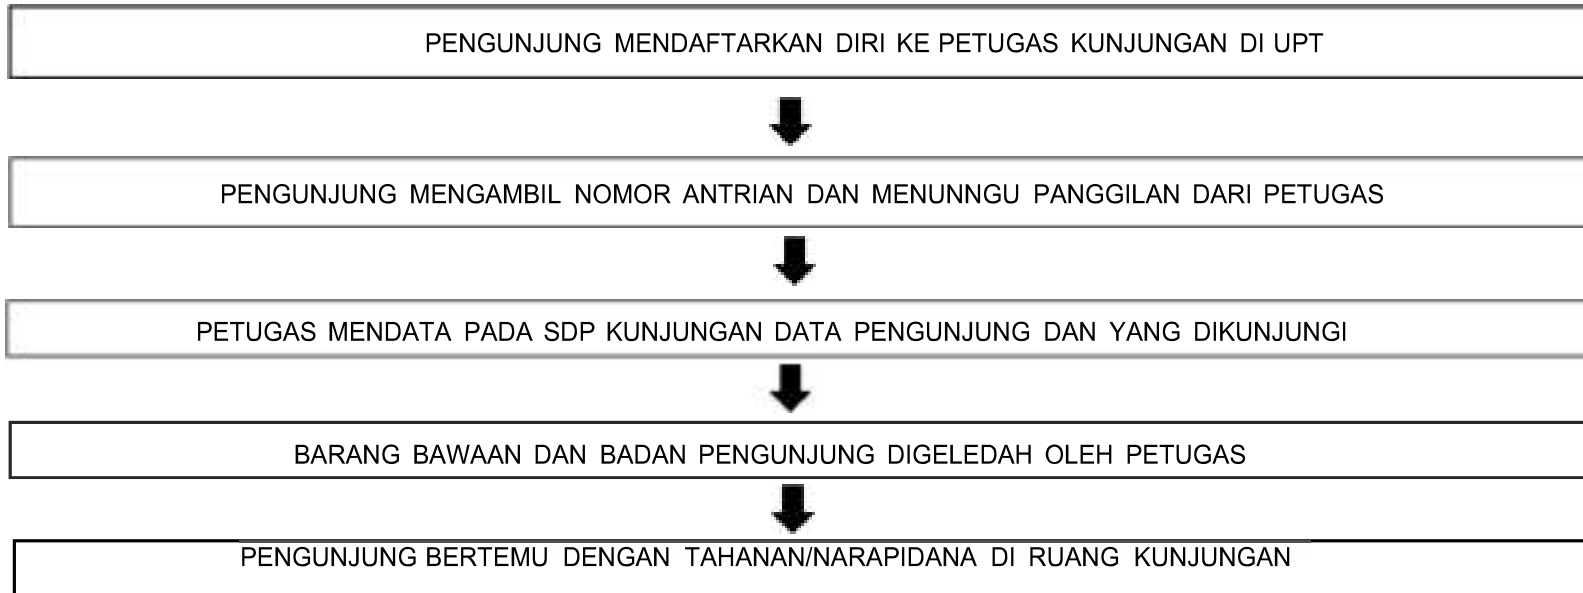 PENGUNJUNG MENDAFTARKAN DIRI KE PETUGAS KUNJUNGAN DI UPT
PENGUNJUNG MENGAMBIL NOMOR ANTRIAN DAN MENUNNGU PANGGILAN DARI PETUGAS
PETUGAS MENDATA PADA SDP KUNJUNGAN DATA PENGUNJUNG DAN YANG DIKUNJUNGI
BARANG BAWAAN DAN BADAN PENGUNJUNG DIGELEDAH OLEH PETUGAS
PENGUNJUNG BERTEMU DENGAN TAHANAN/NARAPIDANA DI RUANG KUNJUNGAN